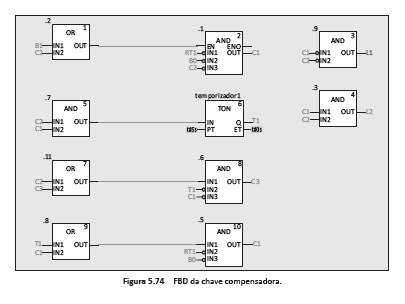 .2
OR 1
B1 IN1 OUT
C2 IN2
.1
AND 2
EN ENO
RT1 IN1 OUT C1
B0 IN2
C2 IN3
.9
AND 3
C1 IN1 OUT L1
C2 IN2
.3
AND 4
C1 IN1 OUT L2
C2 IN2
.7
AND 5
C2 IN1 OUT
C1 IN2
temporizador1
TON 6
IN Q T1
PT ET
.11
OR 7
C2 IN1 OUT
C3 IN2
.6
AND 8
IN1 OUT C3
T1 IN2
C1 IN3
.8
OR 9
T1 IN1 OUT
C1 IN2
.5
AND 10
IN1 OUT C1
RT1 IN2
B0 IN3
Figura 5.74 FBD da chave compensadora.